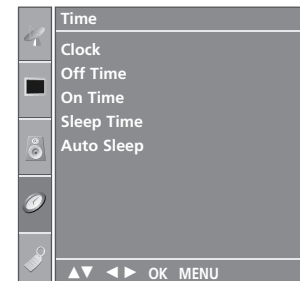 Time
Clock
Off Time
On Time
Sleep Time
Auto Sleep
▲▼ ◄► OK MENU